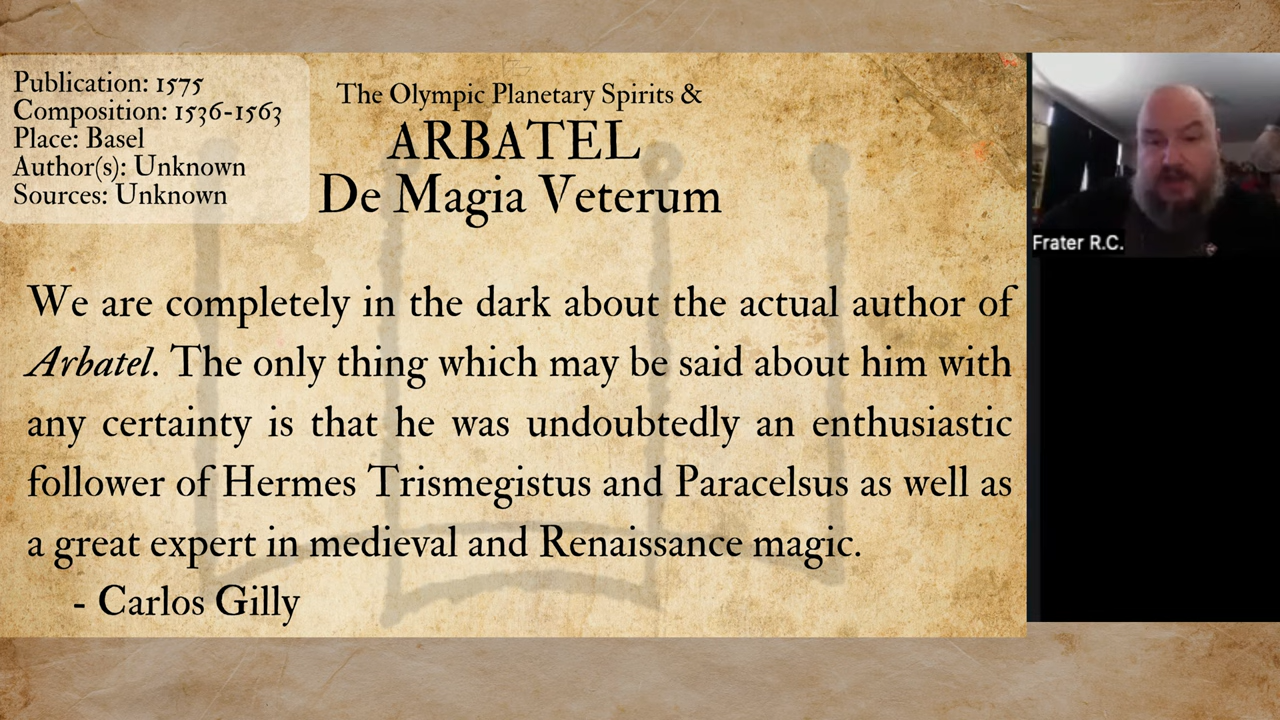 Publication: 1575
Composition: 1536-1563
Place: Basel
Author(s): Unknown
Sources: Unknown
The Olympic Planetary Spirits &
ARBATEL
De Magia Veterum
We are completely in the dark about the actual author of
Arbatel. The only thing which may be said about him with
any certainty is that he was undoubtedly an enthusiastic
follower of Hermes Trismegistus and Paracelsus as well as
a great expert in medieval and Renaissance magic.
- Carlos Gilly
Frater R.C.